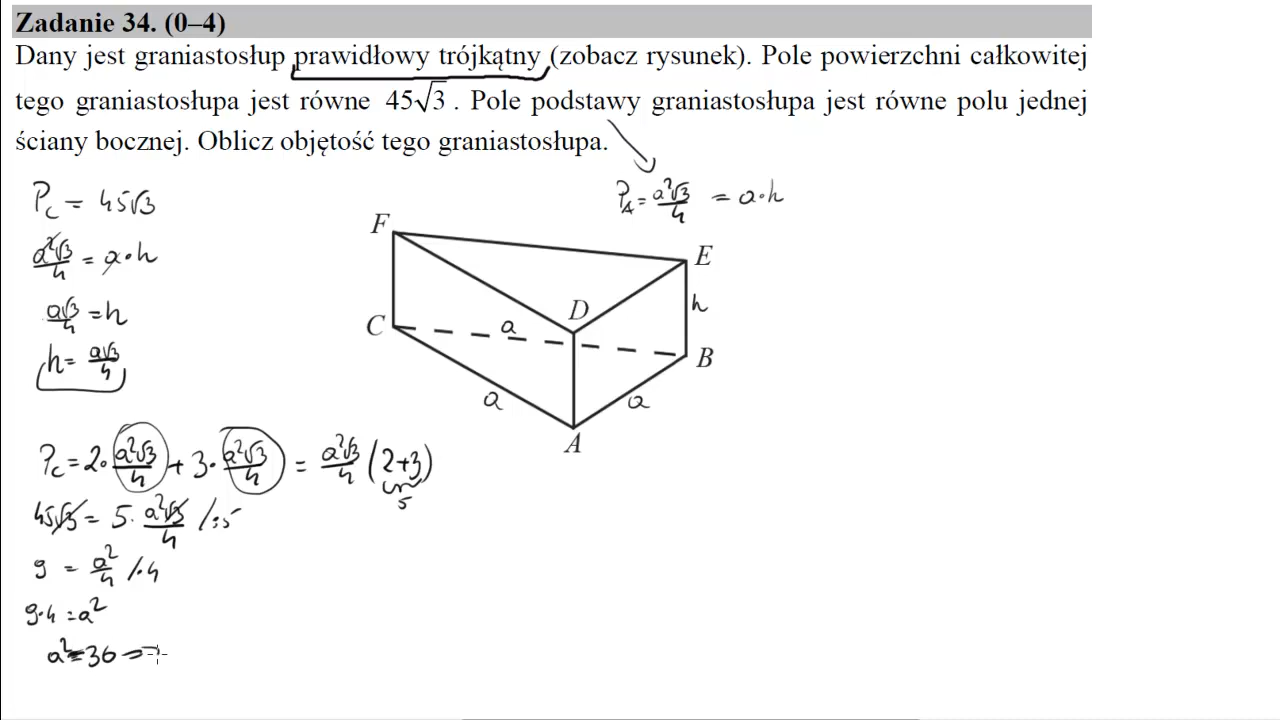 Zadanie 34. (0–4)
Dany jest graniastosłup prawidłowy trójkątny (zobacz rysunek). Pole powierzchni całkowitej
tego graniastosłupa jest równe 45√3 . Pole podstawy graniastosłupa jest równe polu jednej
ściany bocznej. Oblicz objętość tego graniastosłupa.
P_c = 45√3
P_Δ = a²√3/4 = a·h
a²√3/4 = a·h
a√3/4 = h
h = a√3/4
F
E
D
h
C
a
B
a
a
A
P_c = 2·a²√3/4 + 3·a²√3/4 = a²√3/4 (2+3)
5
45√3 = 5·a²√3/4 /:5
9 = a²/4 /·4
9·4 = a²
a² = 36 ⇒